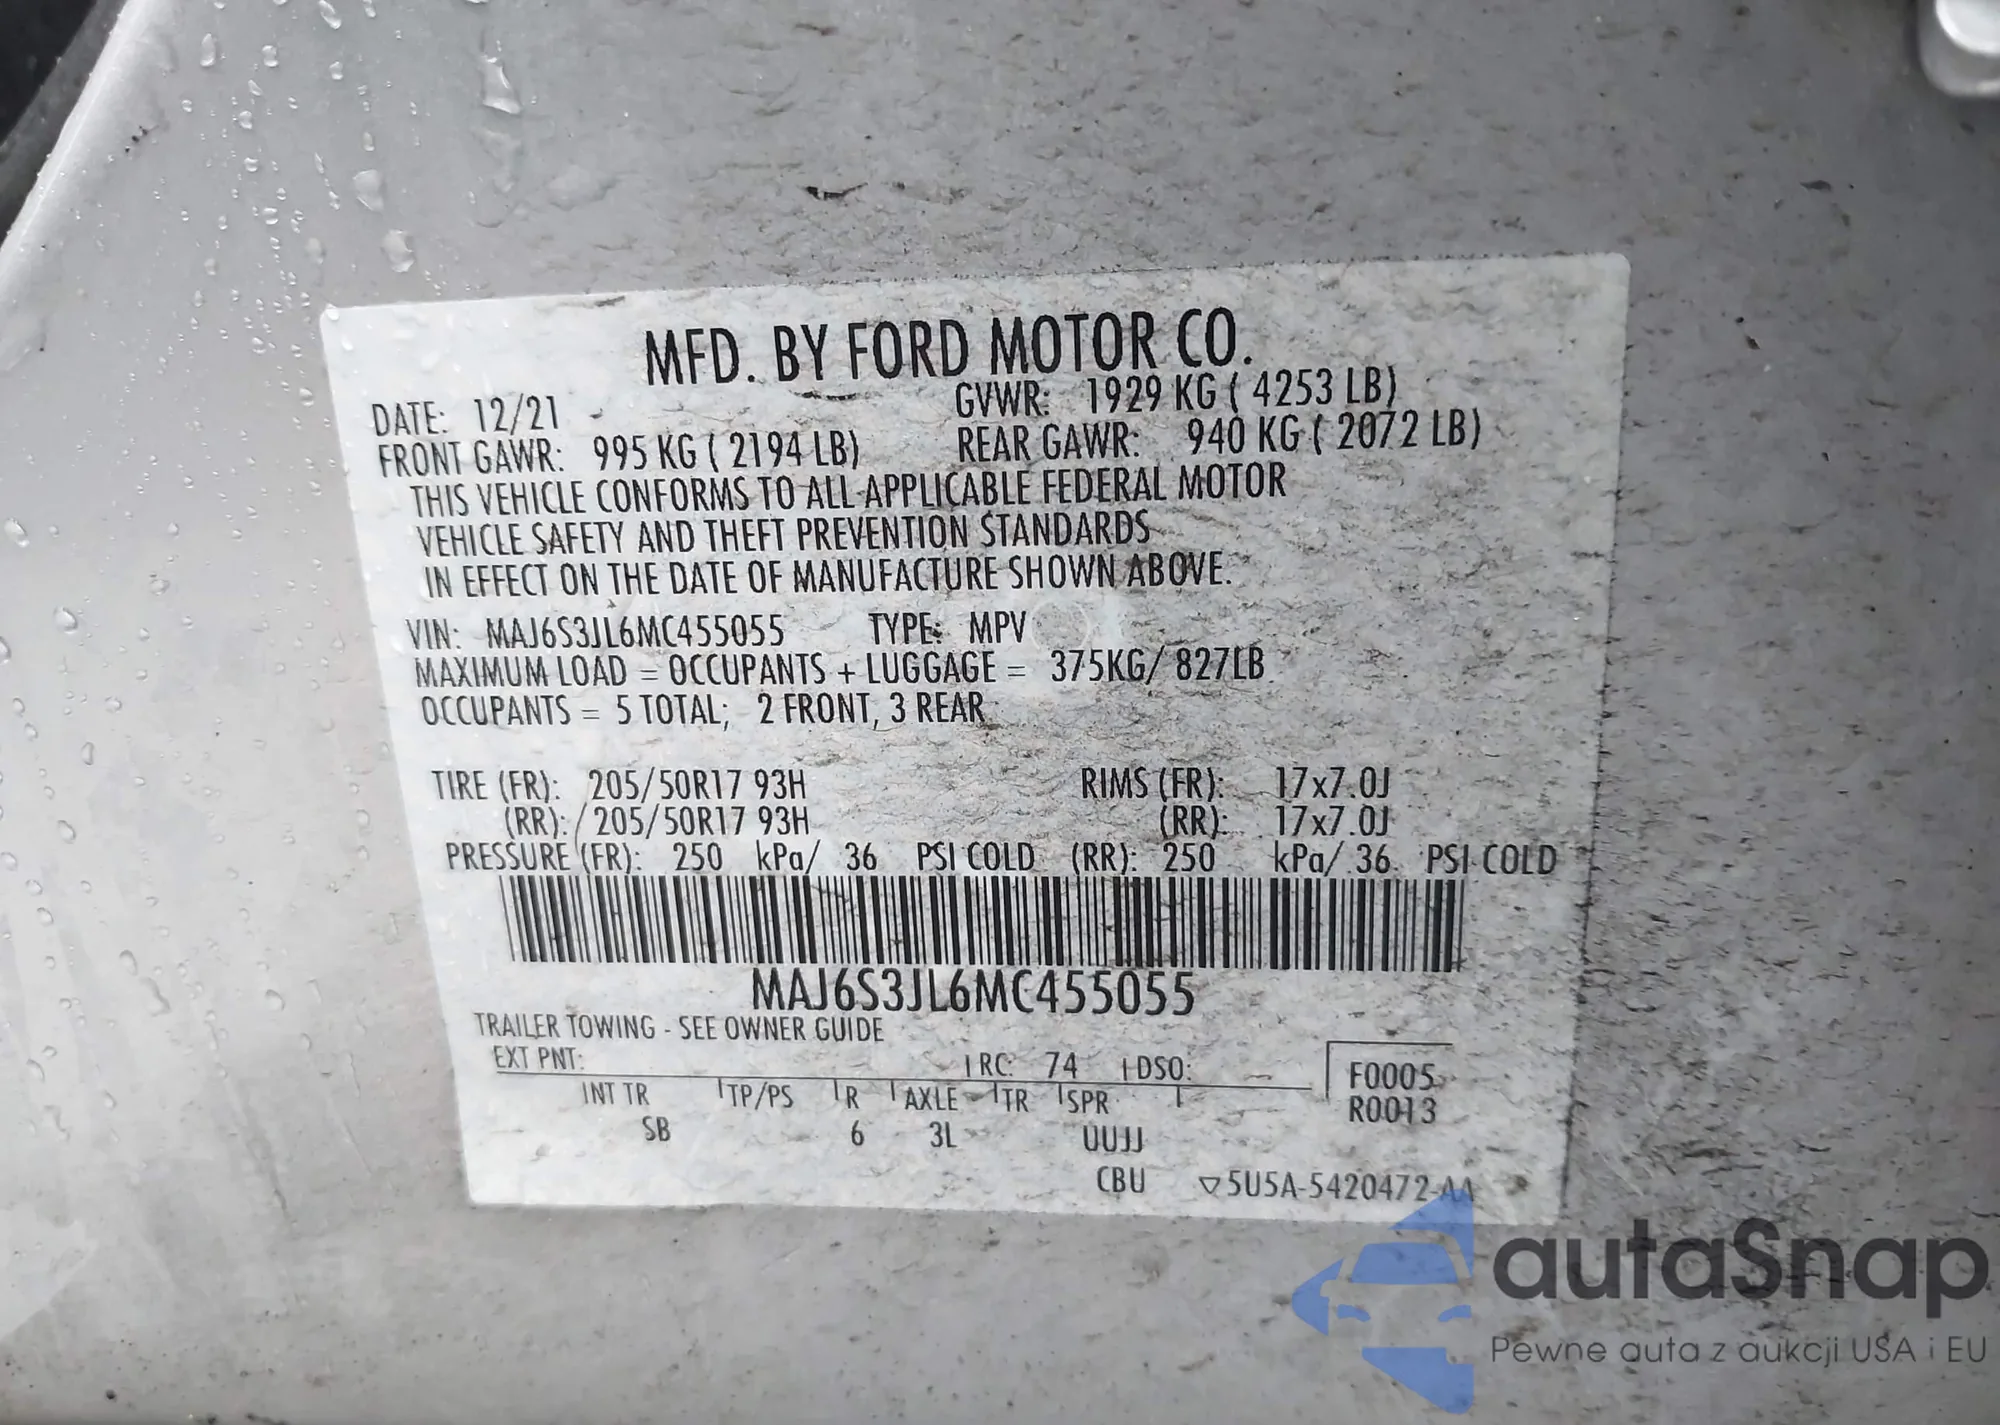 MFD. BY FORD MOTOR CO.
DATE: 12/21 GVWR: 1929 KG ( 4253 LB)
FRONT GAWR: 995 KG ( 2194 LB) REAR GAWR: 940 KG ( 2072 LB)
THIS VEHICLE CONFORMS TO ALL APPLICABLE FEDERAL MOTOR
VEHICLE SAFETY AND THEFT PREVENTION STANDARDS
IN EFFECT ON THE DATE OF MANUFACTURE SHOWN ABOVE.
VIN: MAJ6S3JL6MC455055 TYPE: MPV
MAXIMUM LOAD = OCCUPANTS + LUGGAGE = 375KG/ 827LB
OCCUPANTS = 5 TOTAL; 2 FRONT, 3 REAR
TIRE (FR): 205/50R17 93H RIMS (FR): 17x7.0J
(RR): 205/50R17 93H (RR): 17x7.0J
PRESSURE (FR): 250 kPa/ 36 PSI COLD (RR): 250 kPa/ 36 PSI COLD
MAJ6S3JL6MC455055
TRAILER TOWING - SEE OWNER GUIDE
EXT PNT: RC: 74 DSO: F0005
INT TR TP/PS R AXLE TR SPR R0013
SB 6 3L UUJJ
CBU ▽5U5A-5420472-AA
autaSnap
Pewne auta z aukcji USA i EU